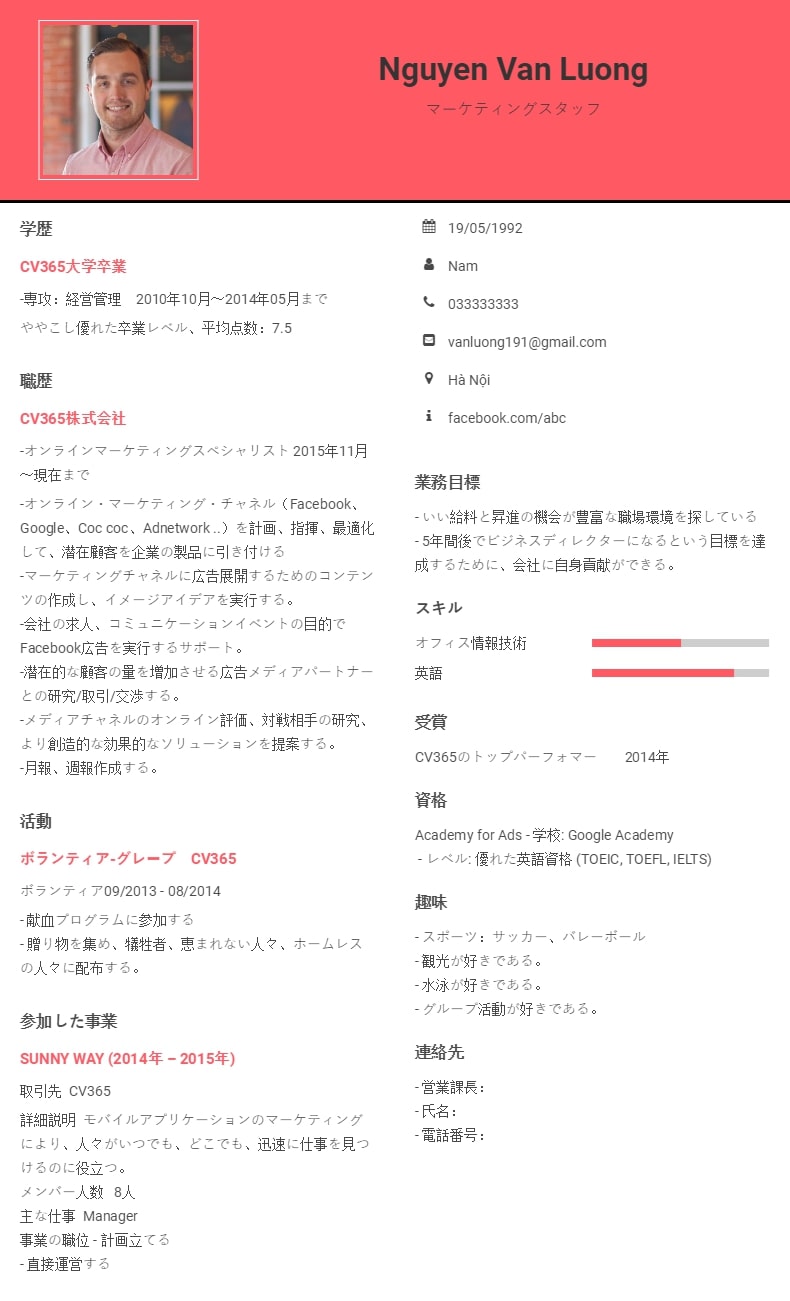 Nguyen Van Luong
マーケティングスタッフ
学歴
CV365大学卒業
-専攻：経営管理　2010年10月～2014年05月まで
ややこし優れた卒業レベル、平均点数：7.5
職歴
CV365株式会社
-オンラインマーケティングスペシャリスト 2015年11月
～現在まで
-オンライン・マーケティング・チャネル（Facebook、
Google、Coc coc、Adnetwork ..）を計画、指揮、最適化
して、潜在顧客を企業の製品に引き付ける
-マーケティングチャネルに広告展開するためのコンテン
ツの作成し、イメージアイデアを実行する。
-会社の求人、コミュニケーションイベントの目的で
Facebook広告を実行するサポート。
-潜在的な顧客の量を増加させる広告メディアパートナー
との研究/取引/交渉する。
-メディアチャネルのオンライン評価、対戦相手の研究、
より創造的な効果的なソリューションを提案する。
-月報、週報作成する。
活動
ボランティア-グレープ　CV365
ボランティア09/2013 - 08/2014
- 献血プログラムに参加する
- 贈り物を集め、犠牲者、恵まれない人々、ホームレス
の人々に配布する。
参加した事業
SUNNY WAY (2014年 – 2015年)
取引先  CV365
詳細説明  モバイルアプリケーションのマーケティング
により、人々がいつでも、どこでも、迅速に仕事を見つ
けるのに役立つ。
メンバー人数   8人
主な仕事  Manager
事業の職位 - 計画立てる
- 直接運営する
19/05/1992
Nam
033333333
vanluong191@gmail.com
Hà Nội
facebook.com/abc
業務目標
- いい給料と昇進の機会が豊富な職場環境を探している
- 5年間後でビジネスディレクターになるという目標を達
成するために、会社に自身貢献ができる。
スキル
オフィス情報技術
英語
受賞
CV365のトップパーフォマー　　2014年
資格
Academy for Ads - 学校: Google Academy
- レベル: 優れた英語資格 (TOEIC, TOEFL, IELTS)
趣味
- スポーツ：サッカー、バレーボール
- 観光が好きである。
- 水泳が好きである。
- グループ活動が好きである。
連絡先
- 営業課長：
- 氏名：
- 電話番号：